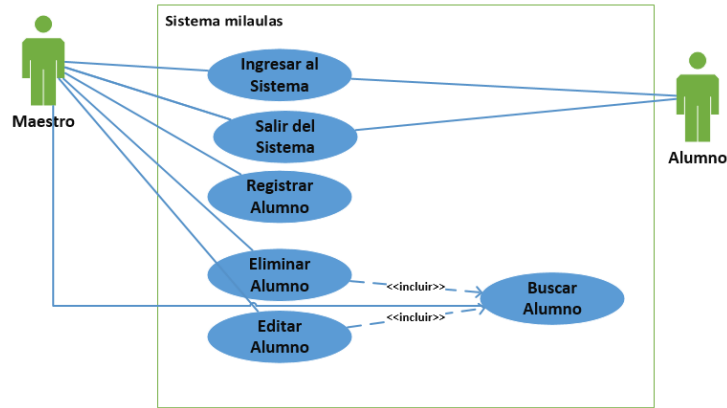 Sistema milaulas
Ingresar al
Sistema
Maestro
Salir del
Sistema
Alumno
Registrar
Alumno
Eliminar
Alumno
<<incluir>>
Buscar
Alumno
<<incluir>>
Editar
Alumno